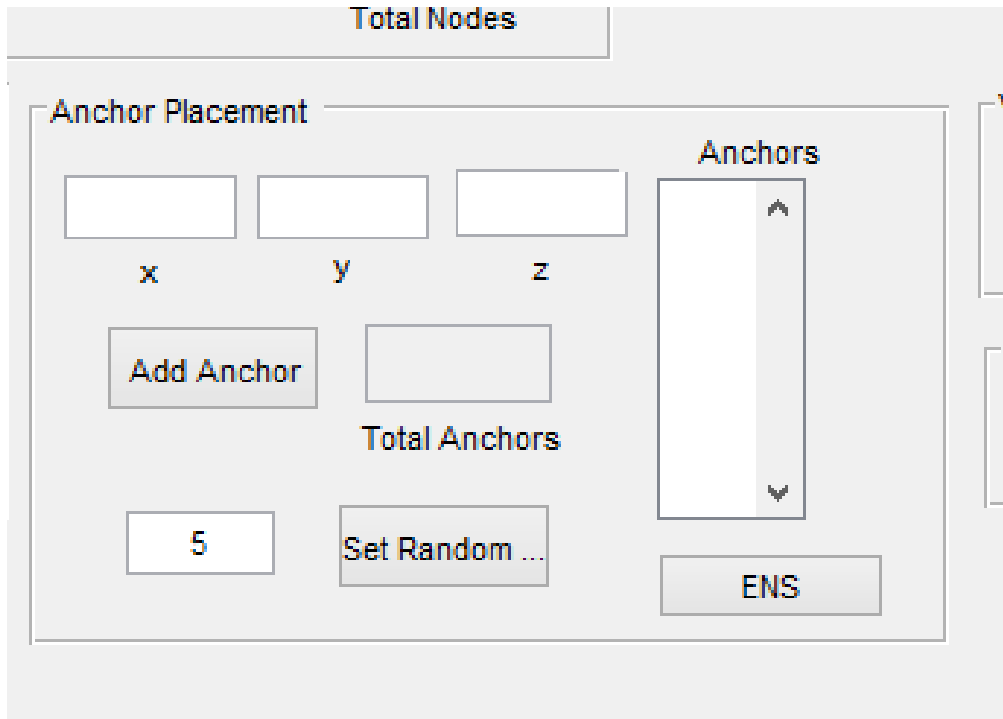 Total Nodes
Anchor Placement
Anchors
x y z
Add Anchor
Total Anchors
5 Set Random ...
ENS